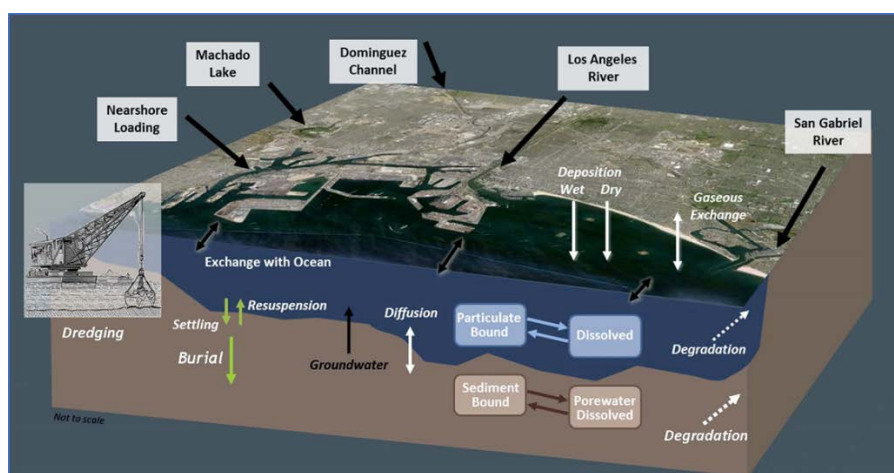 Machado
Lake
Dominguez
Channel
Los Angeles
River
Nearshore
Loading
San Gabriel
River
Deposition
Wet Dry
Gaseous
Exchange
Exchange with Ocean
Dredging
Settling
Resuspension
Burial
Groundwater
Diffusion
Particulate
Bound
Dissolved
Degradation
Sediment
Bound
Porewater
Dissolved
Degradation
Not to scale